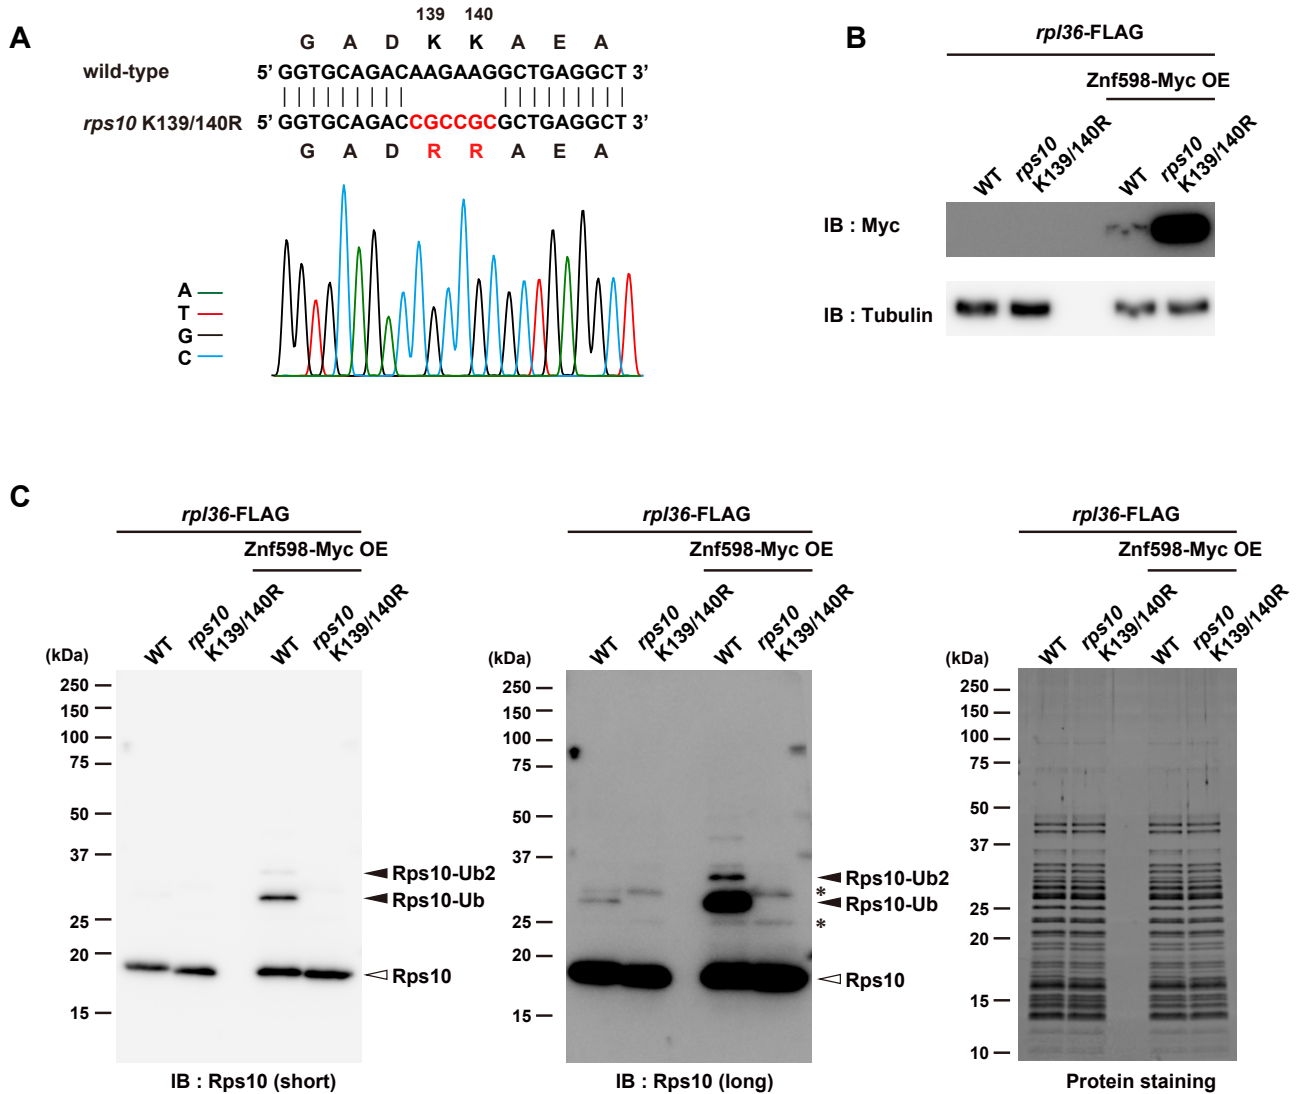 A
139 140
G A D K K A E A
wild-type 5’ GGTGCAGACAAGAAGGCTGAGGCT 3’
rps10 K139/140R 5’ GGTGCAGACCGCCGCGCTGAGGCT 3’
G A D R R A E A
A
T
G
C
B
rpl36-FLAG
Znf598-Myc OE
WT
rps10
K139/140R
WT
rps10
K139/140R
IB : Myc
IB : Tubulin
C
rpl36-FLAG
Znf598-Myc OE
WT
rps10
K139/140R
WT
rps10
K139/140R
(kDa)
250
150
100
75
50
37
25
20
15
Rps10-Ub2
Rps10-Ub
Rps10
IB : Rps10 (short)
rpl36-FLAG
Znf598-Myc OE
WT
rps10
K139/140R
WT
rps10
K139/140R
(kDa)
250
150
100
75
50
37
25
20
15
Rps10-Ub2
*
Rps10-Ub
*
Rps10
IB : Rps10 (long)
rpl36-FLAG
Znf598-Myc OE
WT
rps10
K139/140R
WT
rps10
K139/140R
(kDa)
250
150
100
75
50
37
25
20
15
10
Protein staining